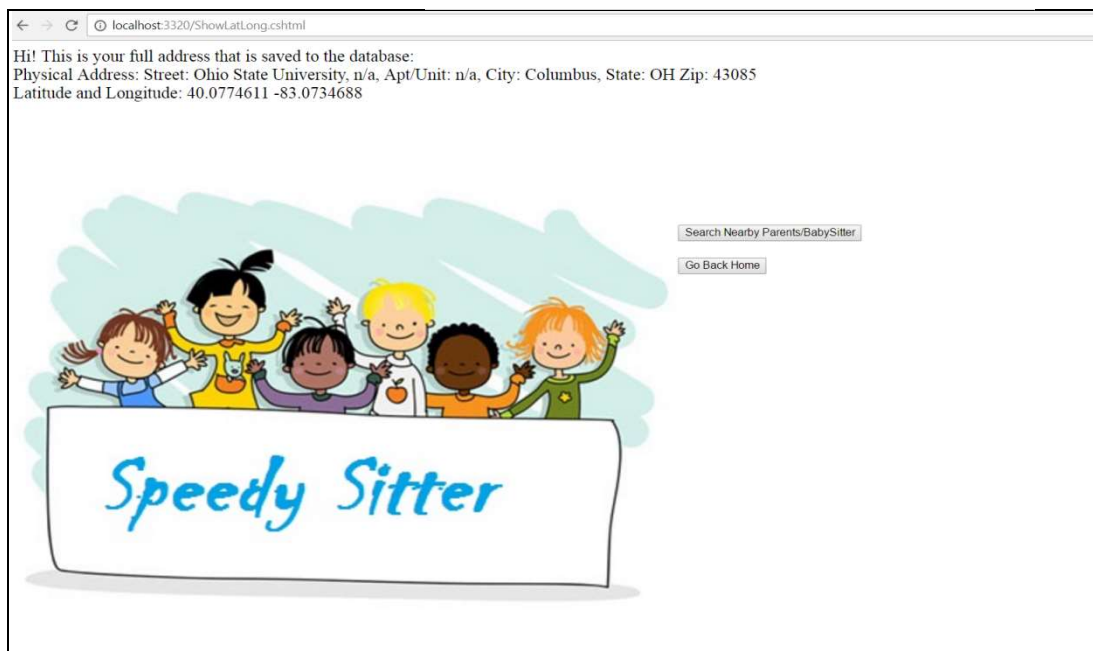 localhost:3320/ShowLatLong.cshtml
Hi! This is your full address that is saved to the database:
Physical Address: Street: Ohio State University, n/a, Apt/Unit: n/a, City: Columbus, State: OH Zip: 43085
Latitude and Longitude: 40.0774611 -83.0734688
Search Nearby Parents/BabySitter
Go Back Home
Speedy Sitter